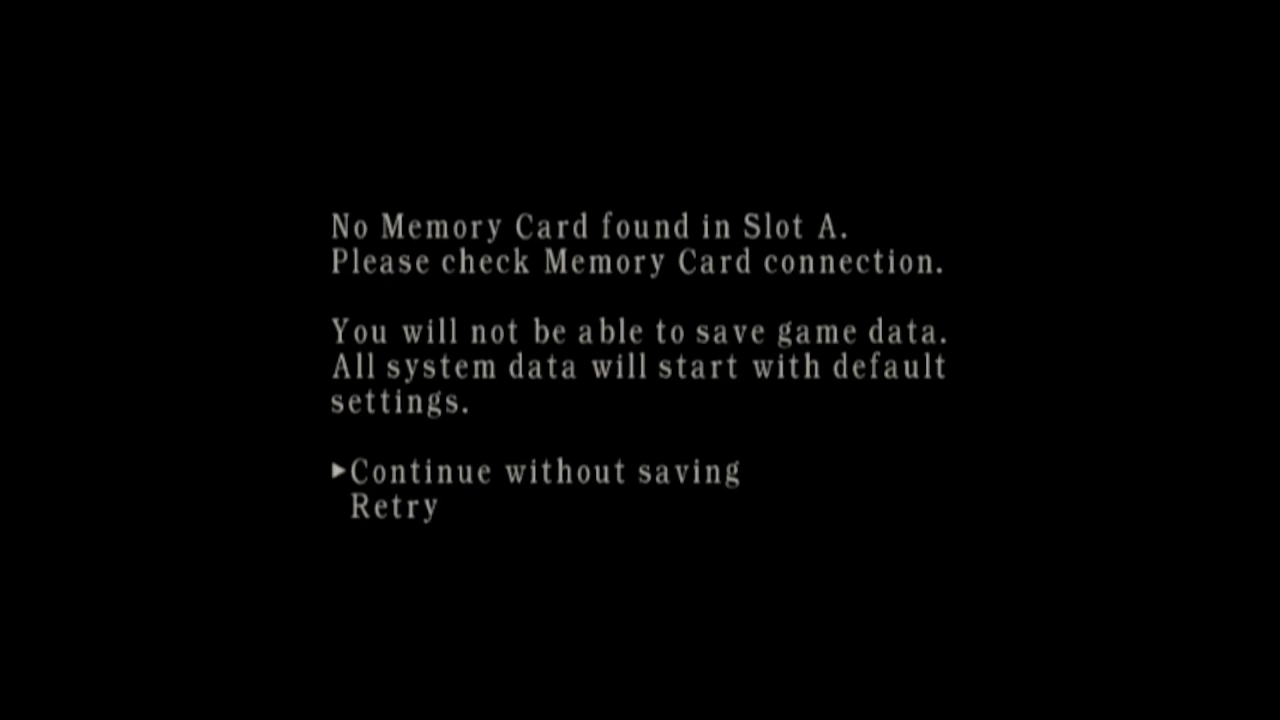 No Memory Card found in Slot A.
Please check Memory Card connection.
You will not be able to save game data.
All system data will start with default
settings.
►Continue without saving
Retry